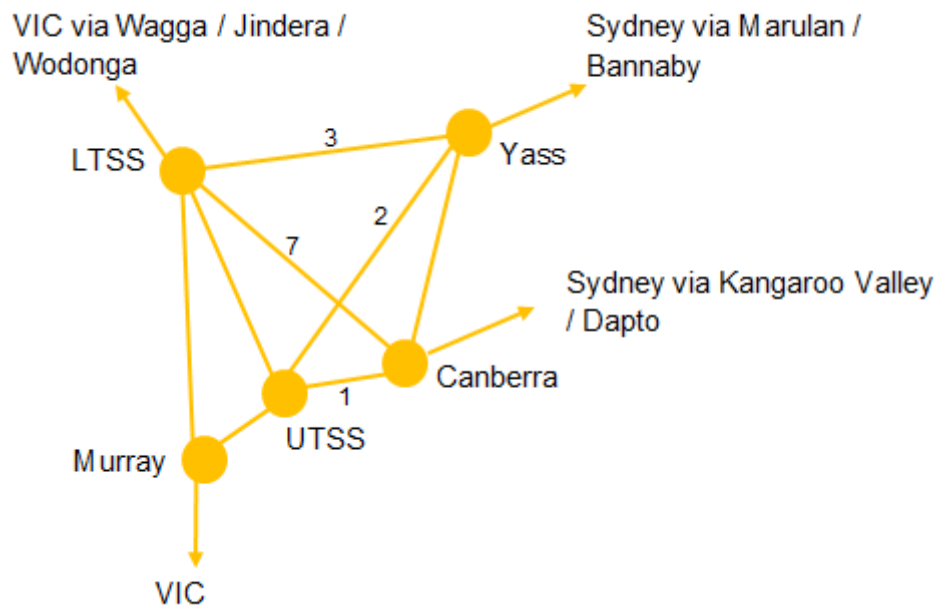 VIC via Wagga / Jindera /
Wodonga
Sydney via Marulan /
Bannaby
3
LTSS
Yass
2
7
Sydney via Kangaroo Valley
/ Dapto
Canberra
1
UTSS
Murray
VIC